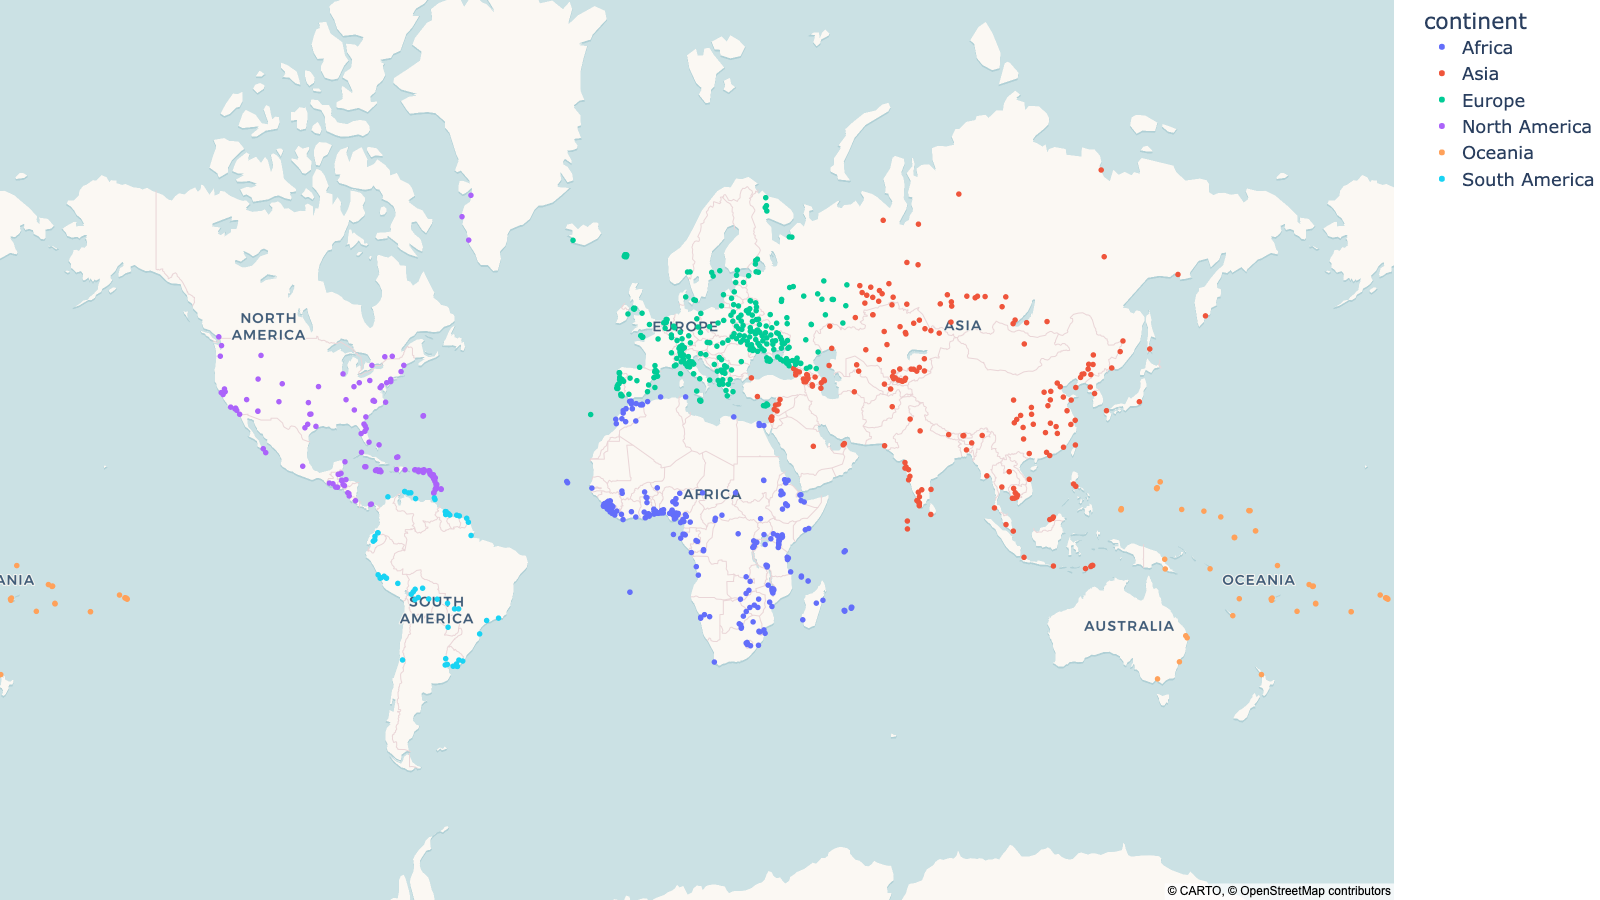 continent
Africa
Asia
Europe
North America
Oceania
South America
NORTH
AMERICA
EUROPE
ASIA
AFRICA
ANIA
OCEANIA
SOUTH
AMERICA
AUSTRALIA
© CARTO, © OpenStreetMap contributors